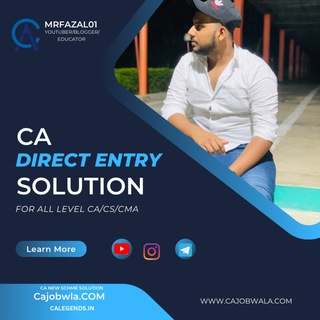 MRFAZAL01
YOUTUBER/BLOGGER/
EDUCATOR
CA
DIRECT ENTRY
SOLUTION
FOR ALL LEVEL CA/CS/CMA
Learn More
CA NEW SCHNE SOLUTION
Cajobwla.COM
CALEGENDS.IN
WWW.CAJOBWALA.COM